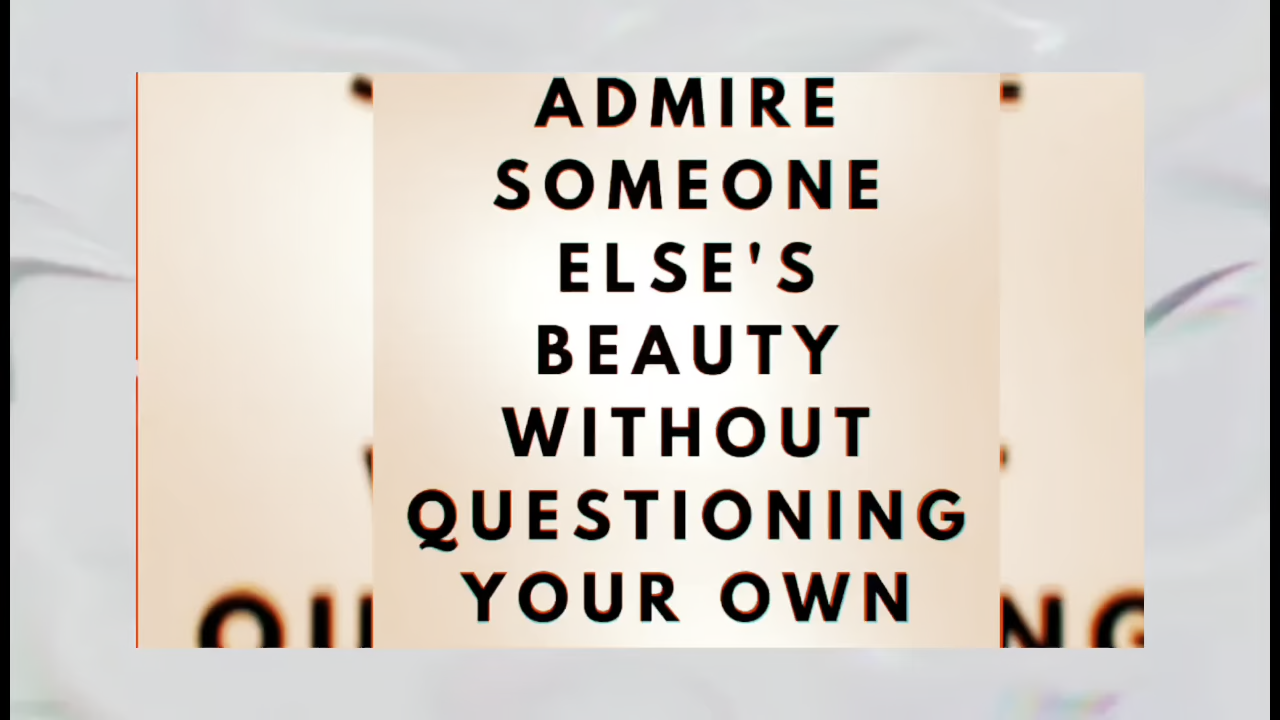 ADMIRE
SOMEONE
ELSE'S
BEAUTY
WITHOUT
QUESTIONING
YOUR OWN